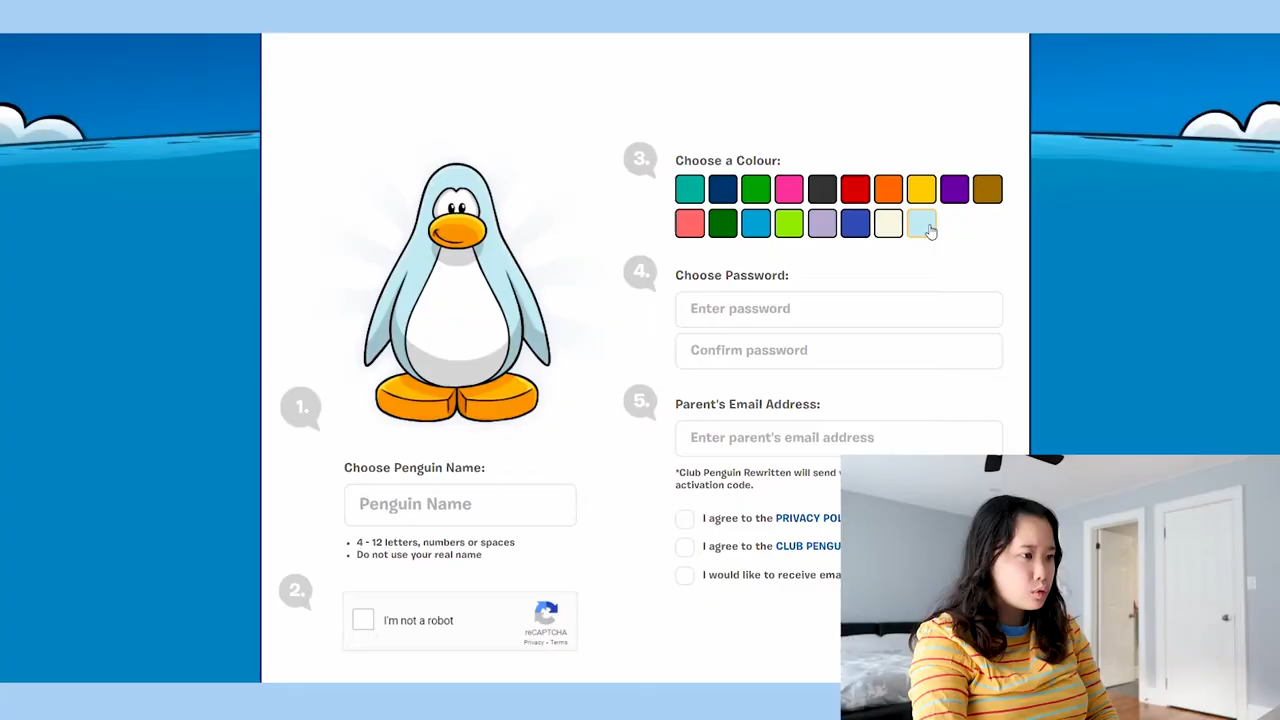 1.
Choose Penguin Name:
Penguin Name
4 - 12 letters, numbers or spaces
Do not use your real name
2.
I'm not a robot
reCAPTCHA
Privacy - Terms
3.
Choose a Colour:
4.
Choose Password:
Enter password
Confirm password
5.
Parent's Email Address:
Enter parent's email address
*Club Penguin Rewritten will send
activation code.
I agree to the PRIVACY POL
I agree to the CLUB PENGU
I would like to receive ema